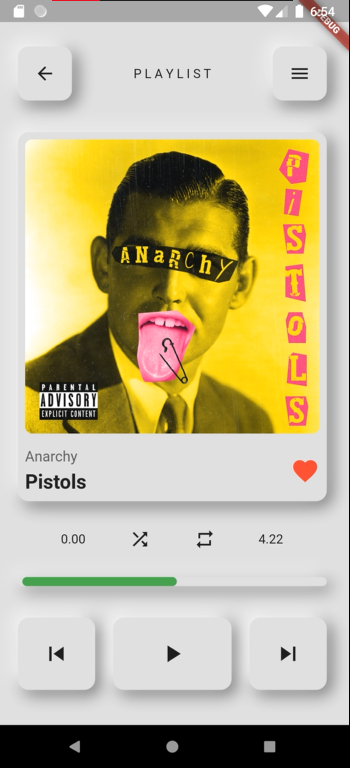 6:54
DEBUG
PLAYLIST
ANARCHY
PISTOLS
PARENTAL
ADVISORY
EXPLICIT CONTENT
Anarchy
Pistols
0.00
4.22